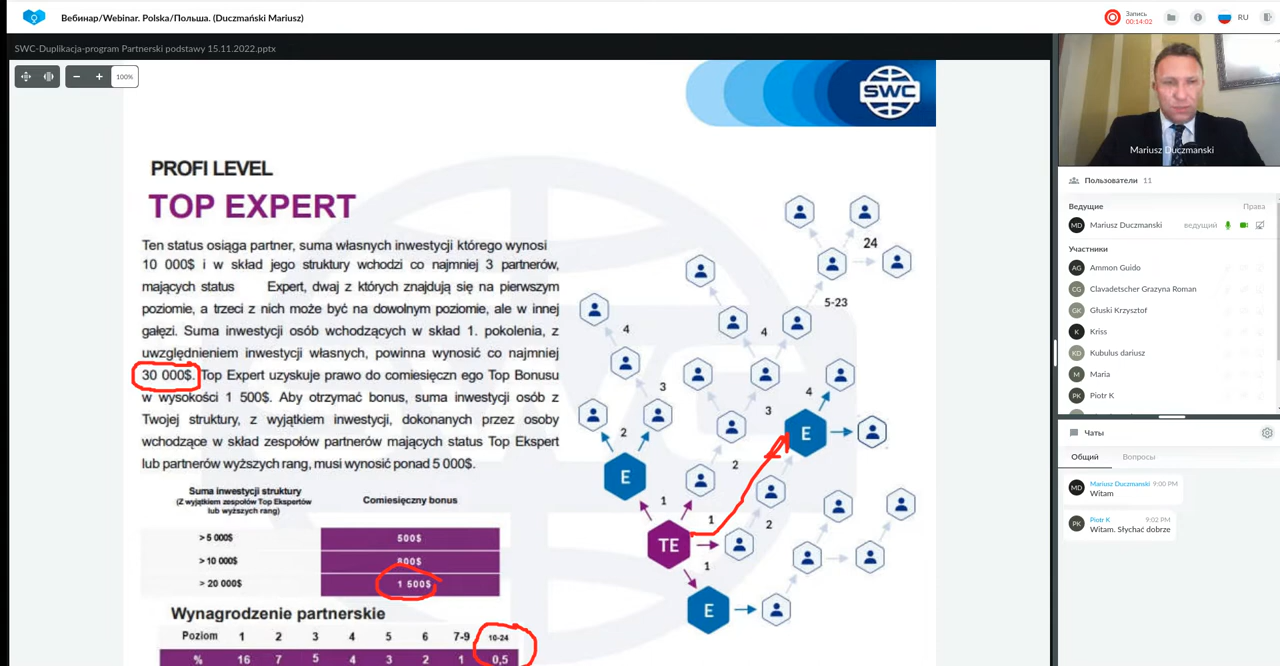 Вебинар/Webinar. Polska/Польша. (Duczmański Mariusz)
Запись
00:14:02
RU
SWC-Duplikacja-program Partnerski podstawy 15.11.2022.pptx
100%
SWC
PROFI LEVEL
TOP EXPERT
Ten status osiąga partner, suma własnych inwestycji którego wynosi
10 000$ i w skład jego struktury wchodzi co najmniej 3 partnerów,
mających status Expert, dwaj z których znajdują się na pierwszym
poziomie, a trzeci z nich może być na dowolnym poziomie, ale w innej
gałęzi. Suma inwestycji osób wchodzących w skład 1. pokolenia, z
uwzględnieniem inwestycji własnych, powinna wynosić co najmniej
30 000$. Top Expert uzyskuje prawo do comiesięczn ego Top Bonusu
w wysokości 1 500$. Aby otrzymać bonus, suma inwestycji osób z
Twojej struktury, z wyjątkiem inwestycji, dokonanych przez osoby
wchodzące w skład zespołów partnerów mających status Top Ekspert
lub partnerów wyższych rang, musi wynosić ponad 5 000$.
Suma inwestycji struktury
(Z wyjątkiem zespołów Top Ekspertów
lub wyższych rang)
Comiesięczny bonus
> 5 000$ 500$
> 10 000$ 800$
> 20 000$ 1 500$
Wynagrodzenie partnerskie
Poziom 1 2 3 4 5 6 7-9 10-24
% 16 7 5 4 3 2 1 0,5
24
5-23
4
4
3
4
3
E
2
E
2
1
1
2
TE
1
E
Mariusz Duczmanski
Пользователи 11
Ведущие Права
MD Mariusz Duczmanski ведущий
Участники
AG Ammon Guido
CG Clavadetscher Grazyna Roman
GK Głuski Krzysztof
K Kriss
KD Kubulus dariusz
M Maria
PK Piotr K
Чаты
Общий Вопросы
MD Mariusz Duczmanski 9:00 PM
Witam
PK Piotr K 9:02 PM
Witam. Słychać dobrze